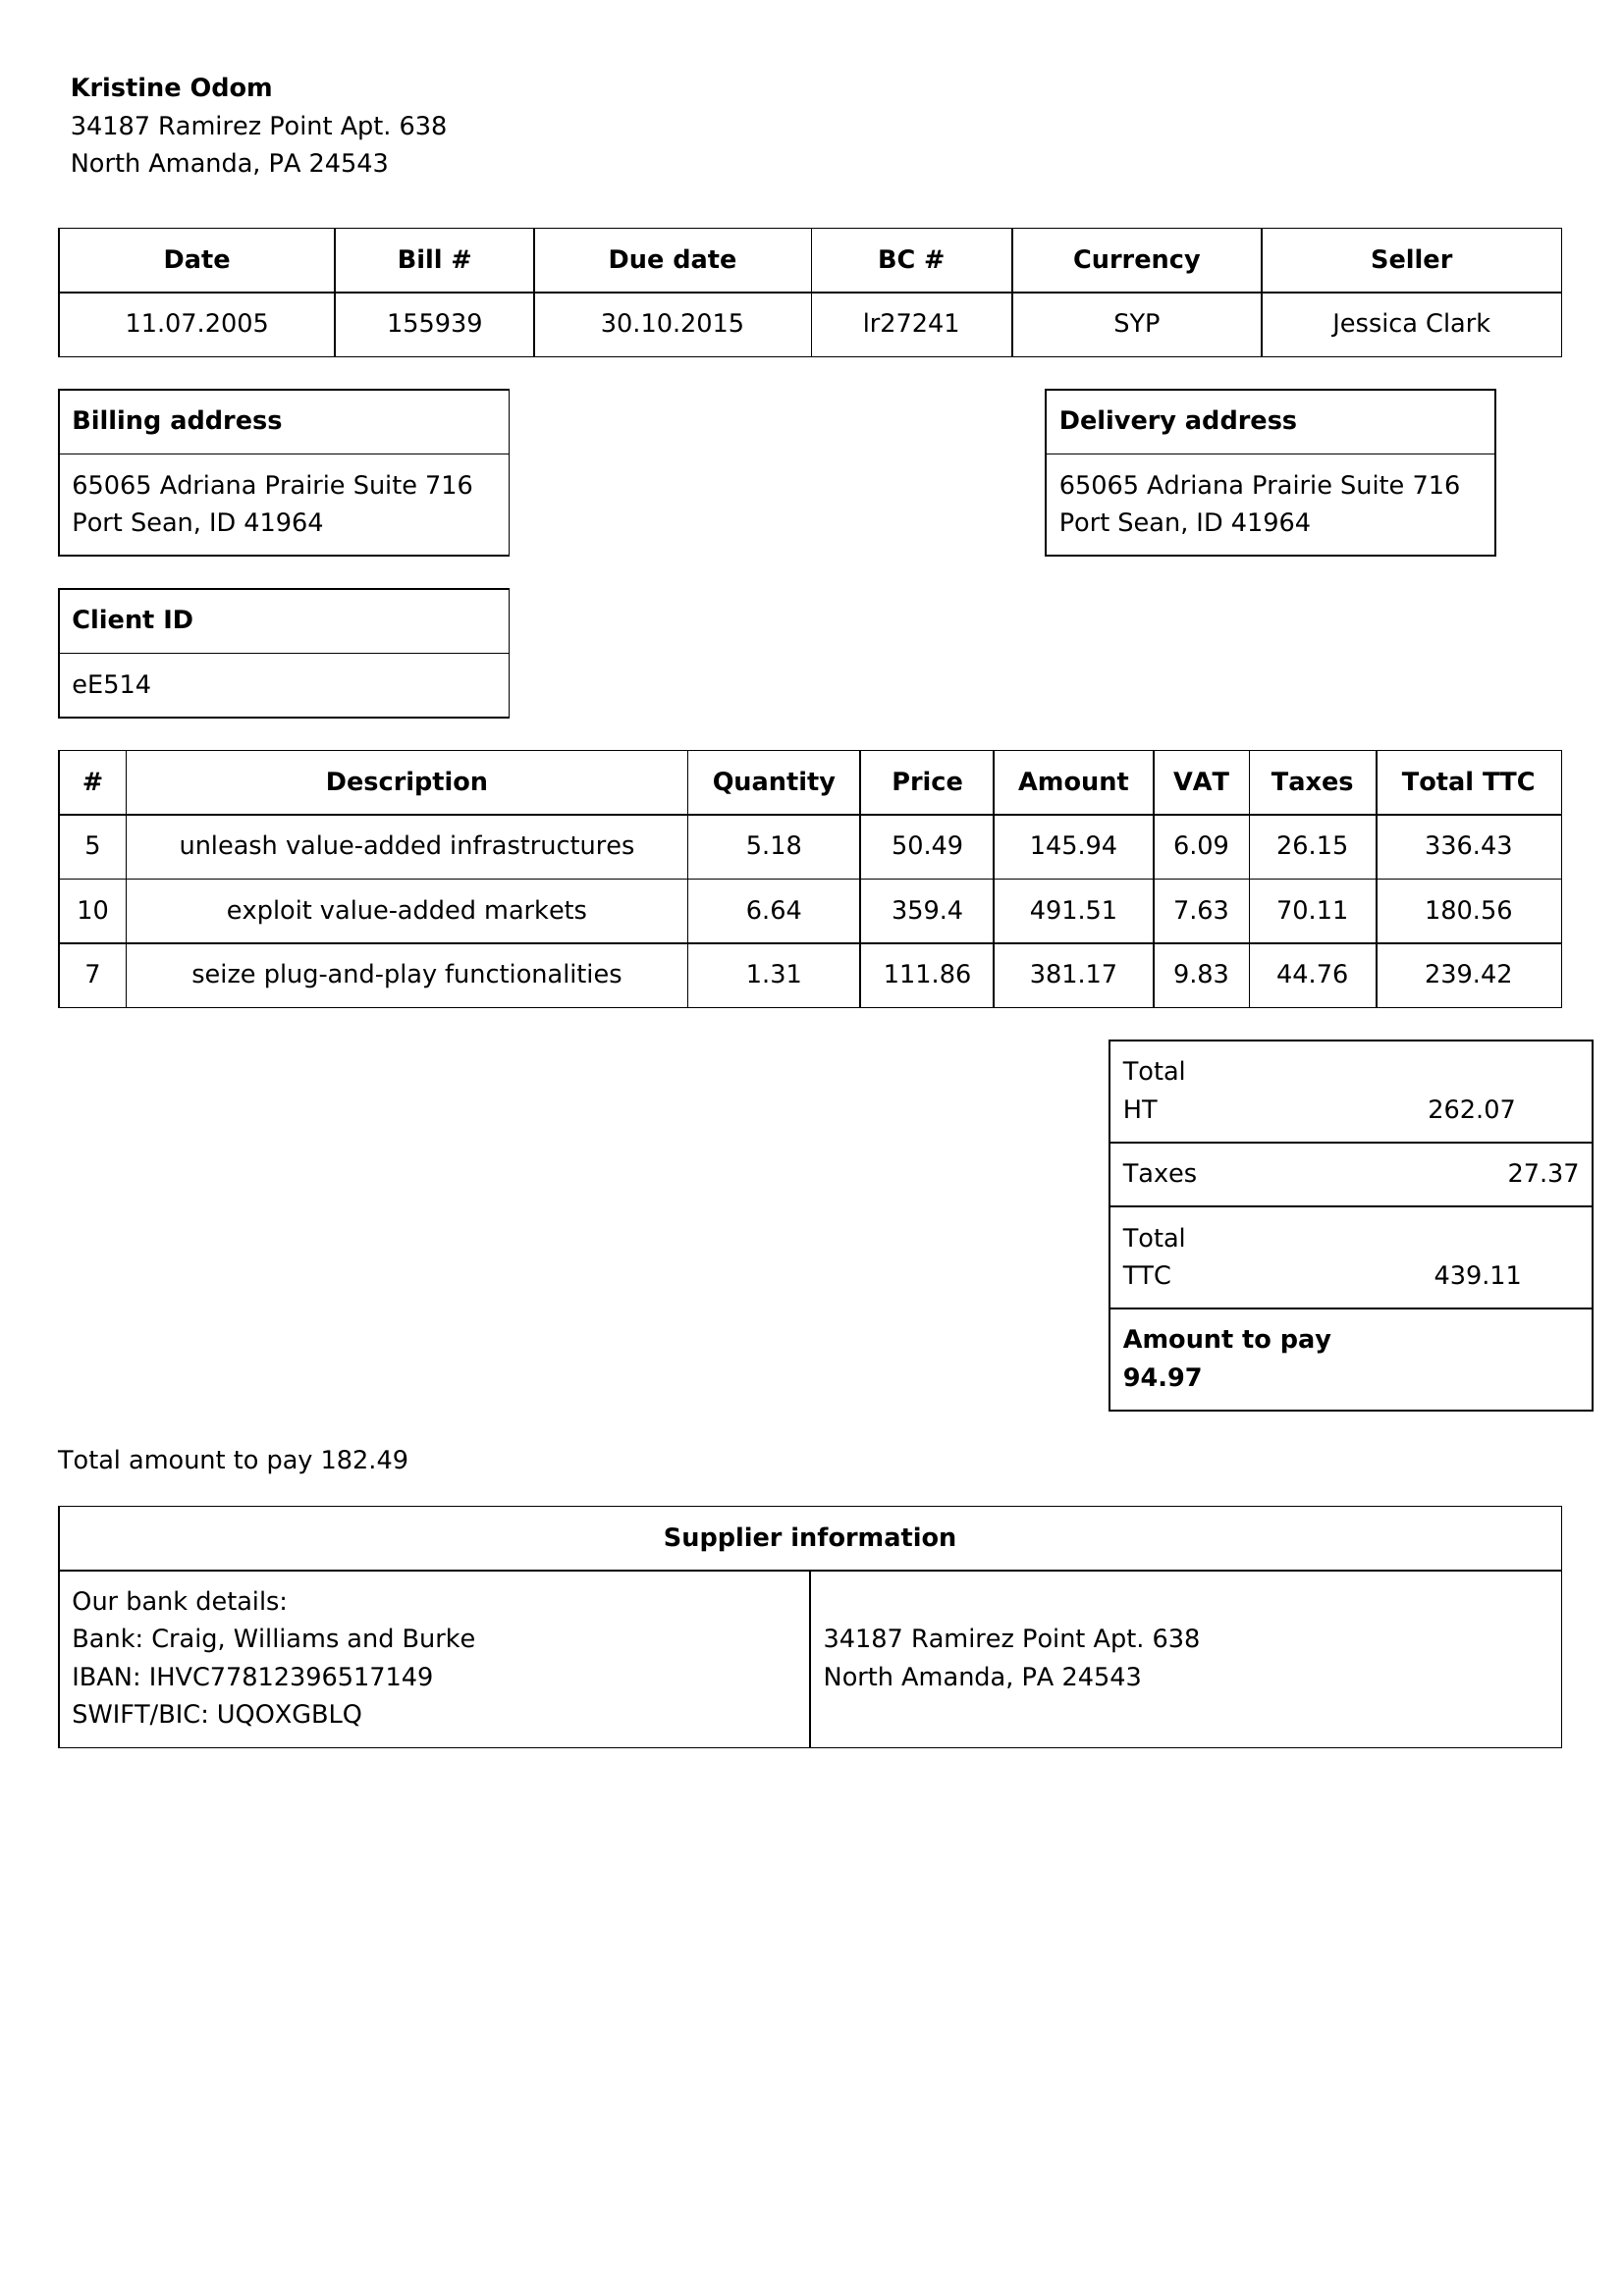 Kristine Odom
34187 Ramirez Point Apt. 638
North Amanda, PA 24543
Date Bill # Due date BC # Currency Seller
11.07.2005 155939 30.10.2015 lr27241 SYP Jessica Clark
Billing address
65065 Adriana Prairie Suite 716
Port Sean, ID 41964
Delivery address
65065 Adriana Prairie Suite 716
Port Sean, ID 41964
Client ID
eE514
# Description Quantity Price Amount VAT Taxes Total TTC
5 unleash value-added infrastructures 5.18 50.49 145.94 6.09 26.15 336.43
10 exploit value-added markets 6.64 359.4 491.51 7.63 70.11 180.56
7 seize plug-and-play functionalities 1.31 111.86 381.17 9.83 44.76 239.42
Total
HT 262.07
Taxes 27.37
Total
TTC 439.11
Amount to pay
94.97
Total amount to pay 182.49
Supplier information
Our bank details:
Bank: Craig, Williams and Burke
IBAN: IHVC77812396517149
SWIFT/BIC: UQOXGBLQ
34187 Ramirez Point Apt. 638
North Amanda, PA 24543